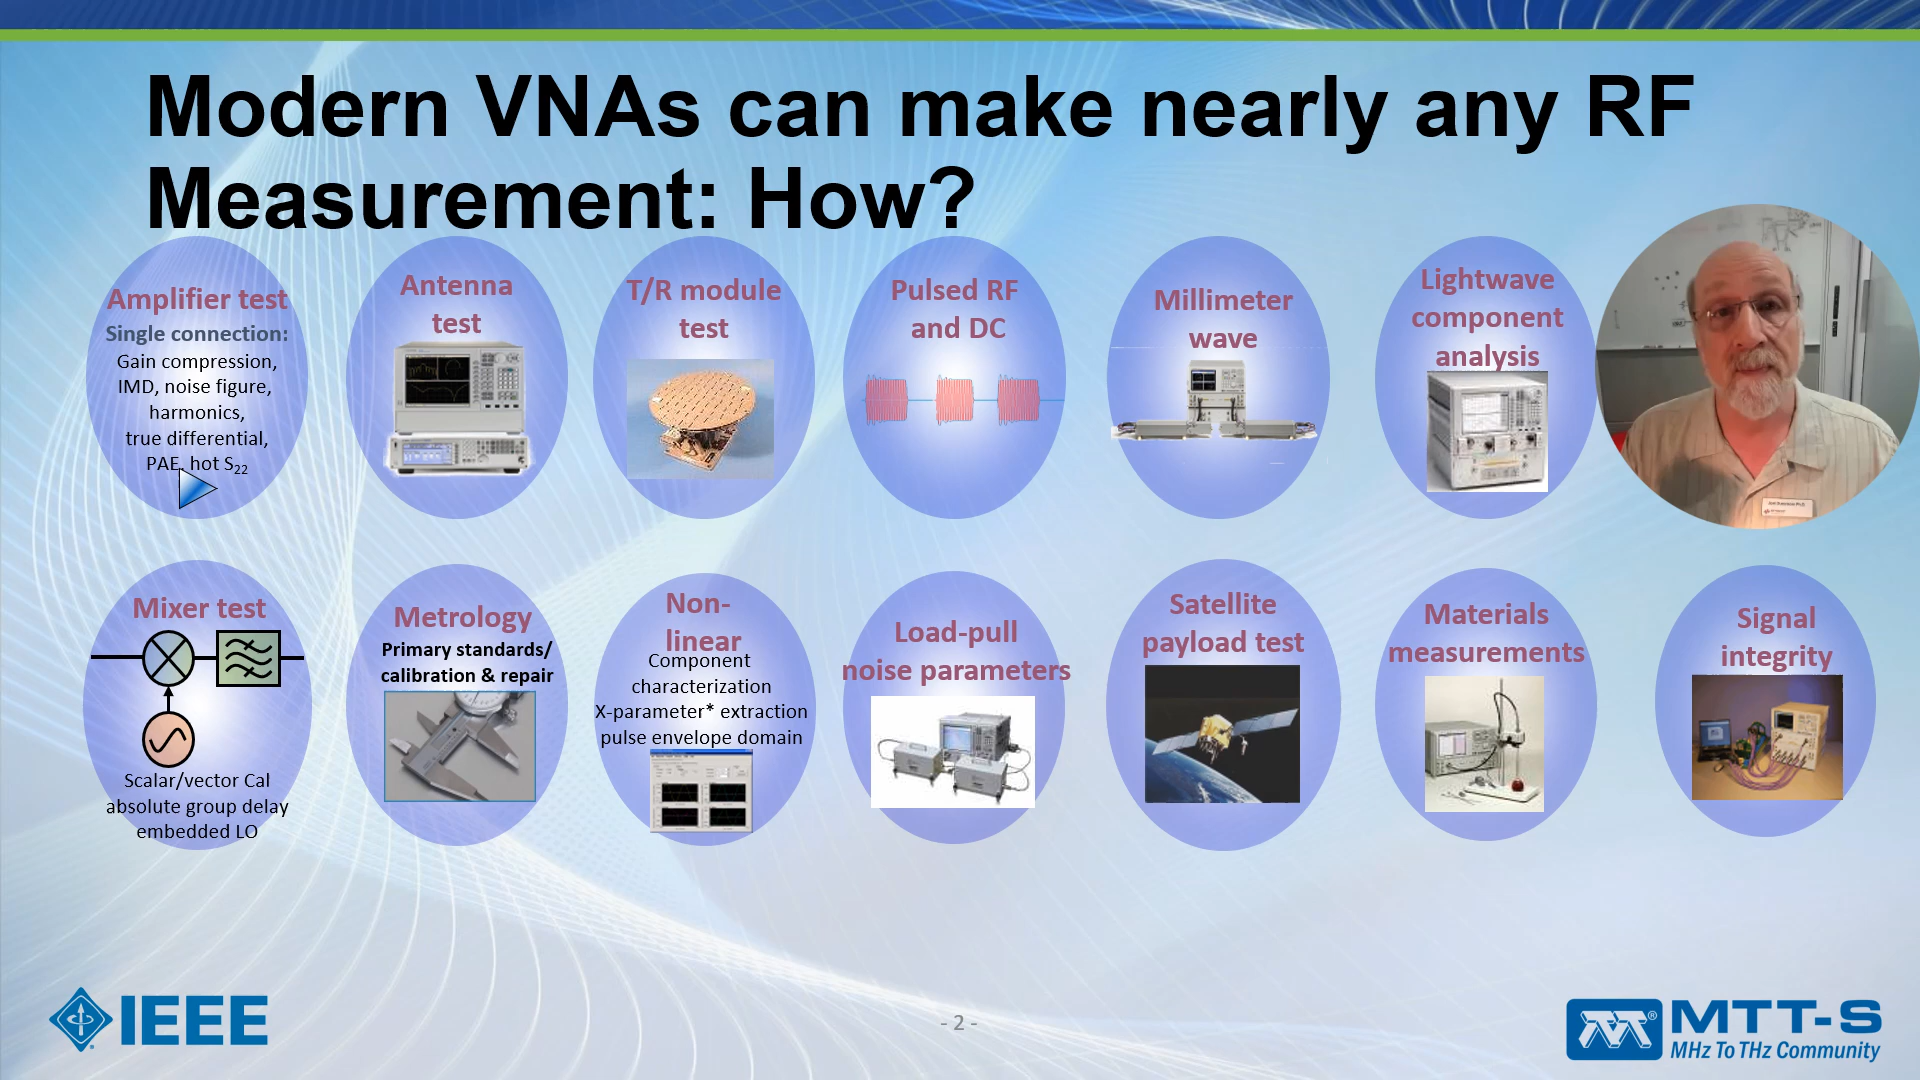 Modern VNAs can make nearly any RF
Measurement: How?
Amplifier test
Single connection:
Gain compression,
IMD, noise figure,
harmonics,
true differential,
PAE, hot S22
Antenna
test
T/R module
test
Pulsed RF
and DC
Millimeter
wave
Lightwave
component
analysis
Mixer test
Scalar/vector Cal
absolute group delay
embedded LO
Metrology
Primary standards/
calibration & repair
Non-
linear
Component
characterization
X-parameter* extraction
pulse envelope domain
Load-pull
noise parameters
Satellite
payload test
Materials
measurements
Signal
integrity
IEEE
- 2 -
MTT-S
MHz To THz Community